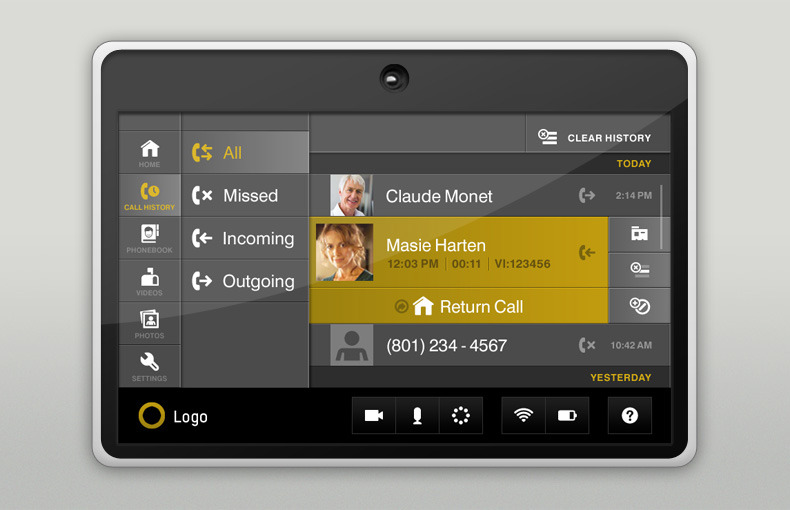 CLEAR HISTORY
HOME
All
TODAY
CALL HISTORY
Missed
Claude Monet
2:14 PM
PHONEBOOK
Incoming
Masie Harten
12:03 PM | 00:11 | VI:123456
VIDEOS
Outgoing
Return Call
PHOTOS
(801) 234 - 4567
10:42 AM
SETTINGS
YESTERDAY
Logo